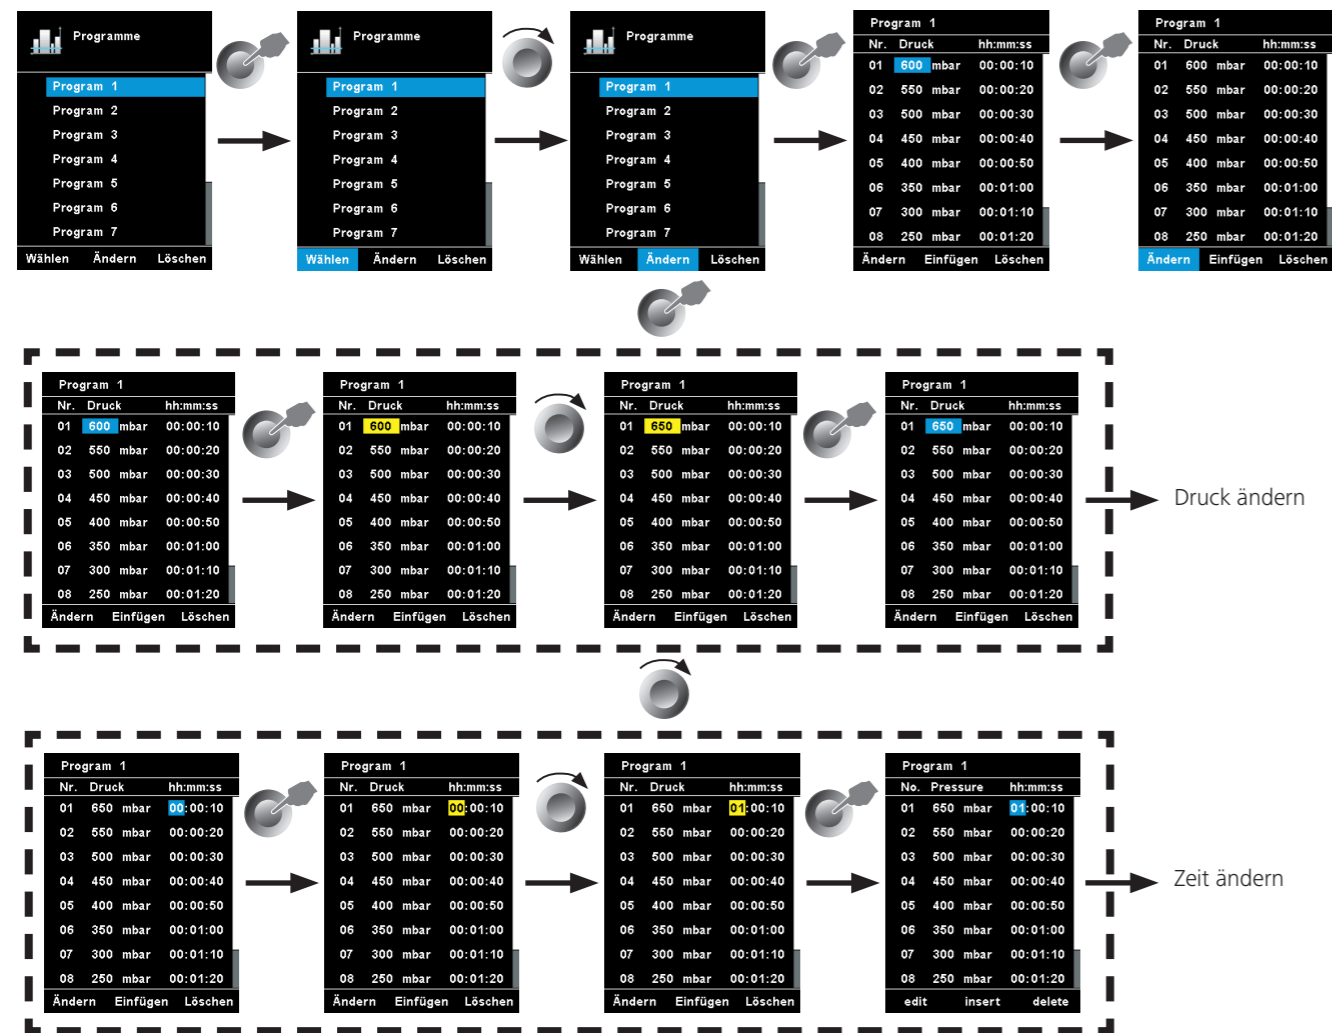 Programme
Program 1
Program 2
Program 3
Program 4
Program 5
Program 6
Program 7
Wählen Ändern Löschen
Programme
Program 1
Program 2
Program 3
Program 4
Program 5
Program 6
Program 7
Wählen Ändern Löschen
Programme
Program 1
Program 2
Program 3
Program 4
Program 5
Program 6
Program 7
Wählen Ändern Löschen
Program 1
Nr. Druck hh:mm:ss
01 600 mbar 00:00:10
02 550 mbar 00:00:20
03 500 mbar 00:00:30
04 450 mbar 00:00:40
05 400 mbar 00:00:50
06 350 mbar 00:01:00
07 300 mbar 00:01:10
08 250 mbar 00:01:20
Ändern Einfügen Löschen
Program 1
Nr. Druck hh:mm:ss
01 600 mbar 00:00:10
02 550 mbar 00:00:20
03 500 mbar 00:00:30
04 450 mbar 00:00:40
05 400 mbar 00:00:50
06 350 mbar 00:01:00
07 300 mbar 00:01:10
08 250 mbar 00:01:20
Ändern Einfügen Löschen
Program 1
Nr. Druck hh:mm:ss
01 600 mbar 00:00:10
02 550 mbar 00:00:20
03 500 mbar 00:00:30
04 450 mbar 00:00:40
05 400 mbar 00:00:50
06 350 mbar 00:01:00
07 300 mbar 00:01:10
08 250 mbar 00:01:20
Ändern Einfügen Löschen
Program 1
Nr. Druck hh:mm:ss
01 600 mbar 00:00:10
02 550 mbar 00:00:20
03 500 mbar 00:00:30
04 450 mbar 00:00:40
05 400 mbar 00:00:50
06 350 mbar 00:01:00
07 300 mbar 00:01:10
08 250 mbar 00:01:20
Ändern Einfügen Löschen
Program 1
Nr. Druck hh:mm:ss
01 650 mbar 00:00:10
02 550 mbar 00:00:20
03 500 mbar 00:00:30
04 450 mbar 00:00:40
05 400 mbar 00:00:50
06 350 mbar 00:01:00
07 300 mbar 00:01:10
08 250 mbar 00:01:20
Ändern Einfügen Löschen
Program 1
Nr. Druck hh:mm:ss
01 650 mbar 00:00:10
02 550 mbar 00:00:20
03 500 mbar 00:00:30
04 450 mbar 00:00:40
05 400 mbar 00:00:50
06 350 mbar 00:01:00
07 300 mbar 00:01:10
08 250 mbar 00:01:20
Ändern Einfügen Löschen
Druck ändern
Program 1
Nr. Druck hh:mm:ss
01 650 mbar 00:00:10
02 550 mbar 00:00:20
03 500 mbar 00:00:30
04 450 mbar 00:00:40
05 400 mbar 00:00:50
06 350 mbar 00:01:00
07 300 mbar 00:01:10
08 250 mbar 00:01:20
Ändern Einfügen Löschen
Program 1
Nr. Druck hh:mm:ss
01 650 mbar 00:00:10
02 550 mbar 00:00:20
03 500 mbar 00:00:30
04 450 mbar 00:00:40
05 400 mbar 00:00:50
06 350 mbar 00:01:00
07 300 mbar 00:01:10
08 250 mbar 00:01:20
Ändern Einfügen Löschen
Program 1
Nr. Druck hh:mm:ss
01 650 mbar 01:00:10
02 550 mbar 00:00:20
03 500 mbar 00:00:30
04 450 mbar 00:00:40
05 400 mbar 00:00:50
06 350 mbar 00:01:00
07 300 mbar 00:01:10
08 250 mbar 00:01:20
Ändern Einfügen Löschen
Program 1
No. Pressure hh:mm:ss
01 650 mbar 01:00:10
02 550 mbar 00:00:20
03 500 mbar 00:00:30
04 450 mbar 00:00:40
05 400 mbar 00:00:50
06 350 mbar 00:01:00
07 300 mbar 00:01:10
08 250 mbar 00:01:20
edit insert delete
Zeit ändern